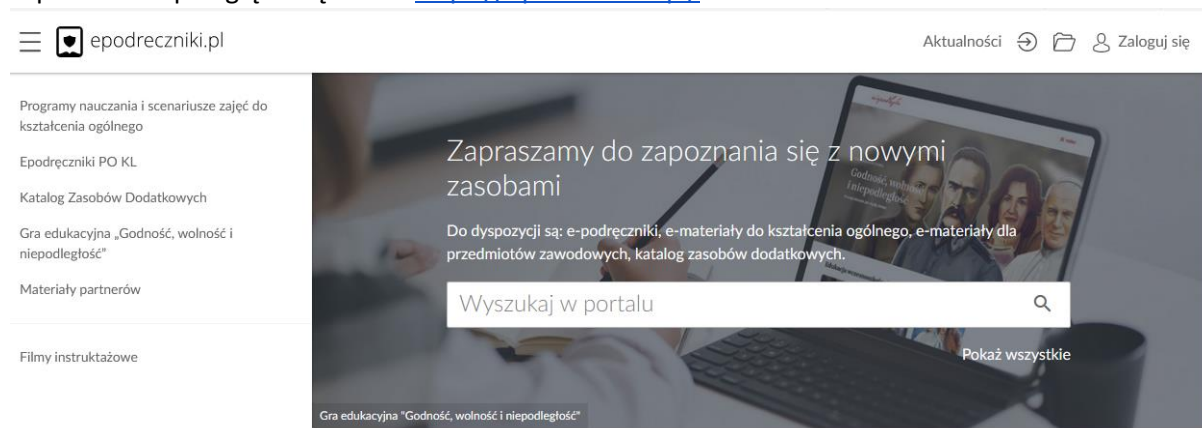 epodreczniki.pl
Aktualności
Zaloguj się
Programy nauczania i scenariusze zajęć do
kształcenia ogólnego
Epodręczniki PO KL
Katalog Zasobów Dodatkowych
Gra edukacyjna „Godność, wolność i
niepodległość”
Materiały partnerów
Filmy instruktażowe
Zapraszamy do zapoznania się z nowymi
zasobami
Do dyspozycji są: e-podręczniki, e-materiały do kształcenia ogólnego, e-materiały dla
przedmiotów zawodowych, katalog zasobów dodatkowych.
Wyszukaj w portalu
Pokaż wszystkie
Godność, wolność
i niepodległość
Gra edukacyjna "Godność, wolność i niepodległość"